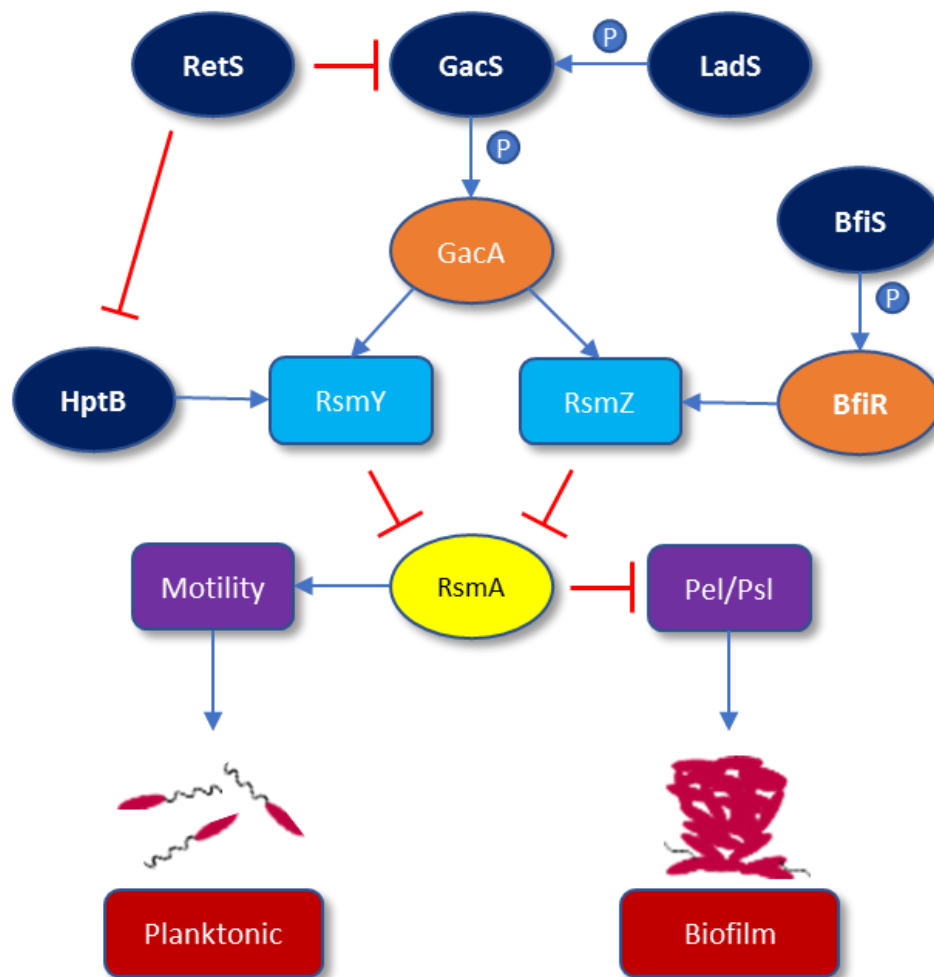 RetS
GacS
P
LadS
P
BfiS
GacA
P
HptB
RsmY
RsmZ
BfiR
Motility
RsmA
Pel/Psl
Planktonic
Biofilm